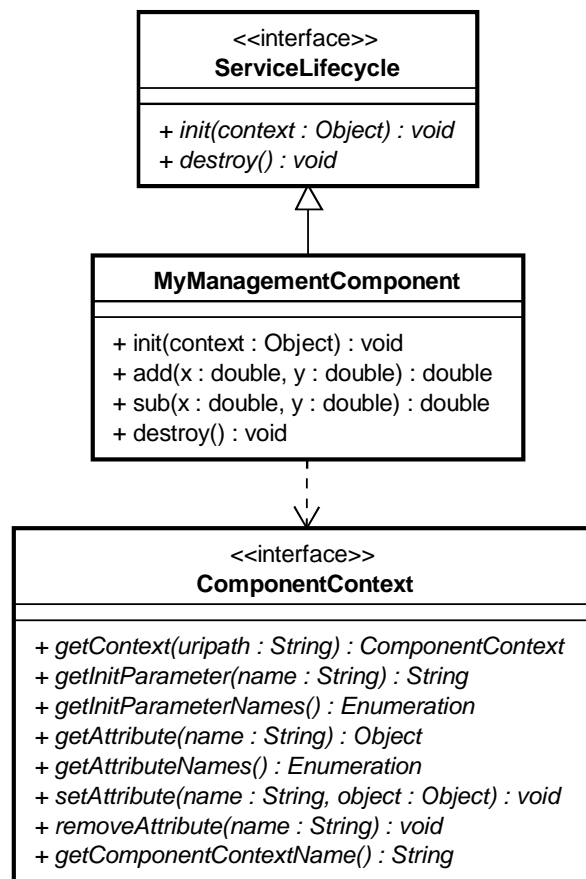 <<interface>>
ServiceLifecycle
+ init(context : Object) : void
+ destroy() : void
MyManagementComponent
+ init(context : Object) : void
+ add(x : double, y : double) : double
+ sub(x : double, y : double) : double
+ destroy() : void
<<interface>>
ComponentContext
+ getContext(uripath : String) : ComponentContext
+ getInitParameter(name : String) : String
+ getInitParameterNames() : Enumeration
+ getAttribute(name : String) : Object
+ getAttributeNames() : Enumeration
+ setAttribute(name : String, object : Object) : void
+ removeAttribute(name : String) : void
+ getComponentContextName() : String